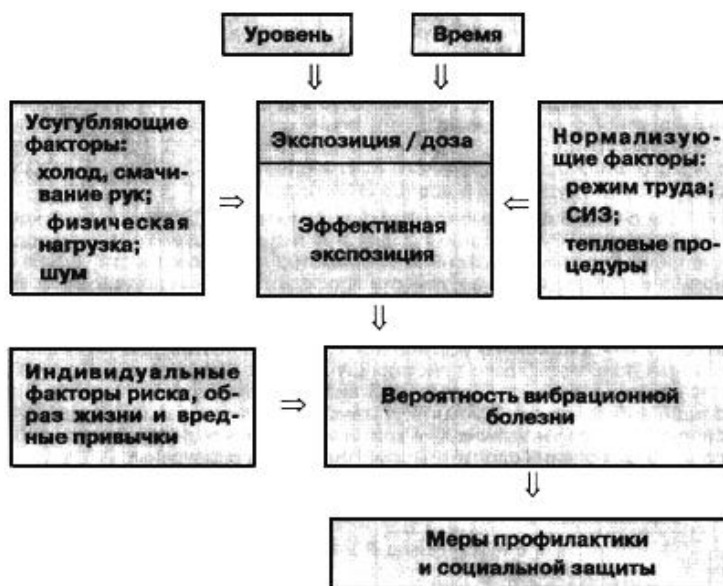 Уровень
Время
Усугубляющие
факторы:
холод, смачи-
вание рук;
физическая
нагрузка;
шум
Экспозиция / доза
Эффективная
экспозиция
Нормализую-
щие факторы:
режим труда;
СИЗ;
тепловые про-
цедуры
Индивидуальные
факторы риска, об-
раз жизни и вред-
ные привычки
Вероятность вибрационной
болезни
Меры профилактики
и социальной защиты